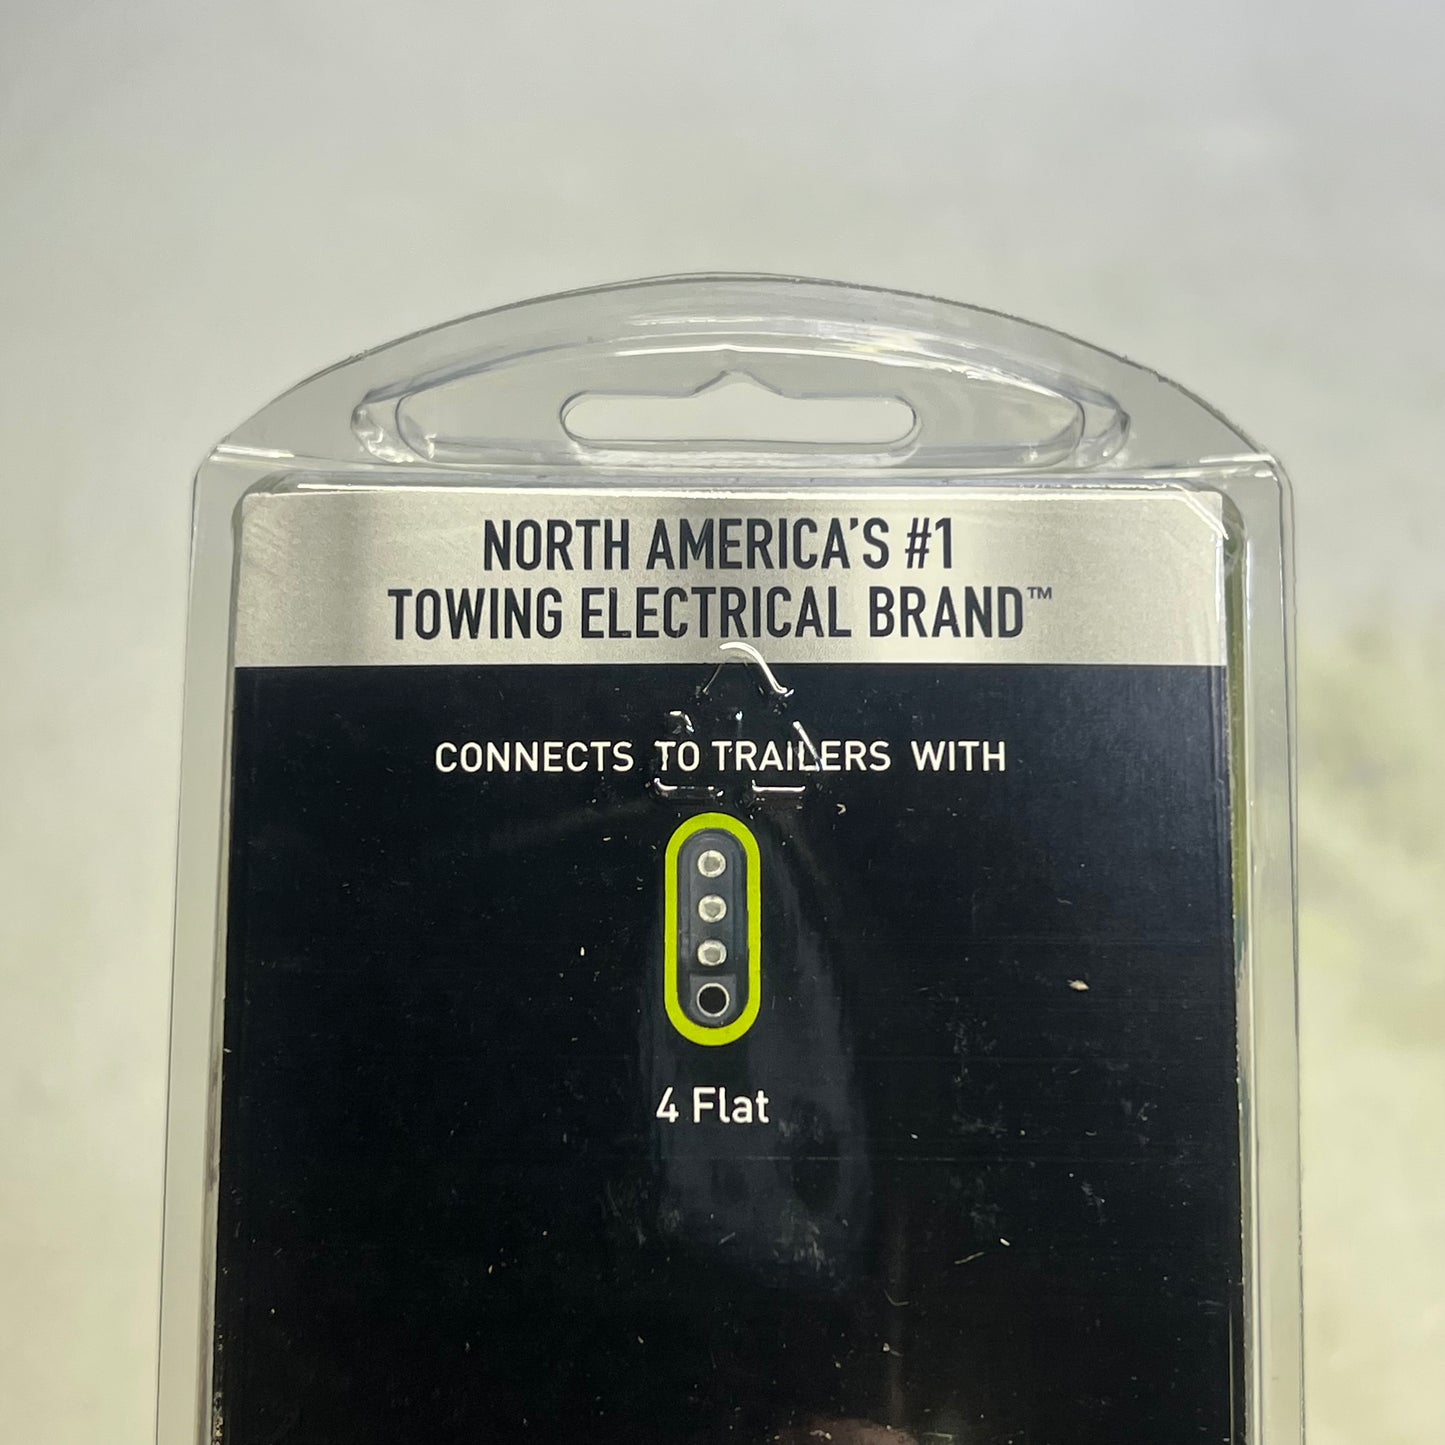 NORTH AMERICA'S #1
TOWING ELECTRICAL BRAND™
CONNECTS TO TRAILERS WITH
4 Flat